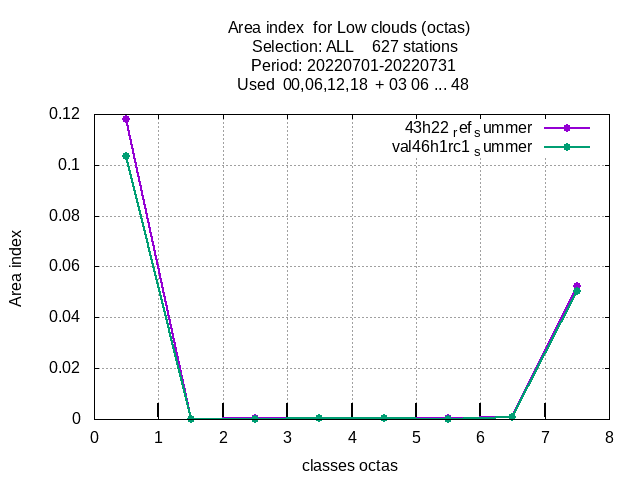 Area index  for Low clouds (octas)
Selection: ALL    627 stations
Period: 20220701-20220731
Used  00,06,12,18  + 03 06 ... 48
43h22 ref summer
val46h1rc1 summer
0.12
0.1
0.08
0.06
0.04
0.02
0
Area index
0 1 2 3 4 5 6 7 8
classes octas